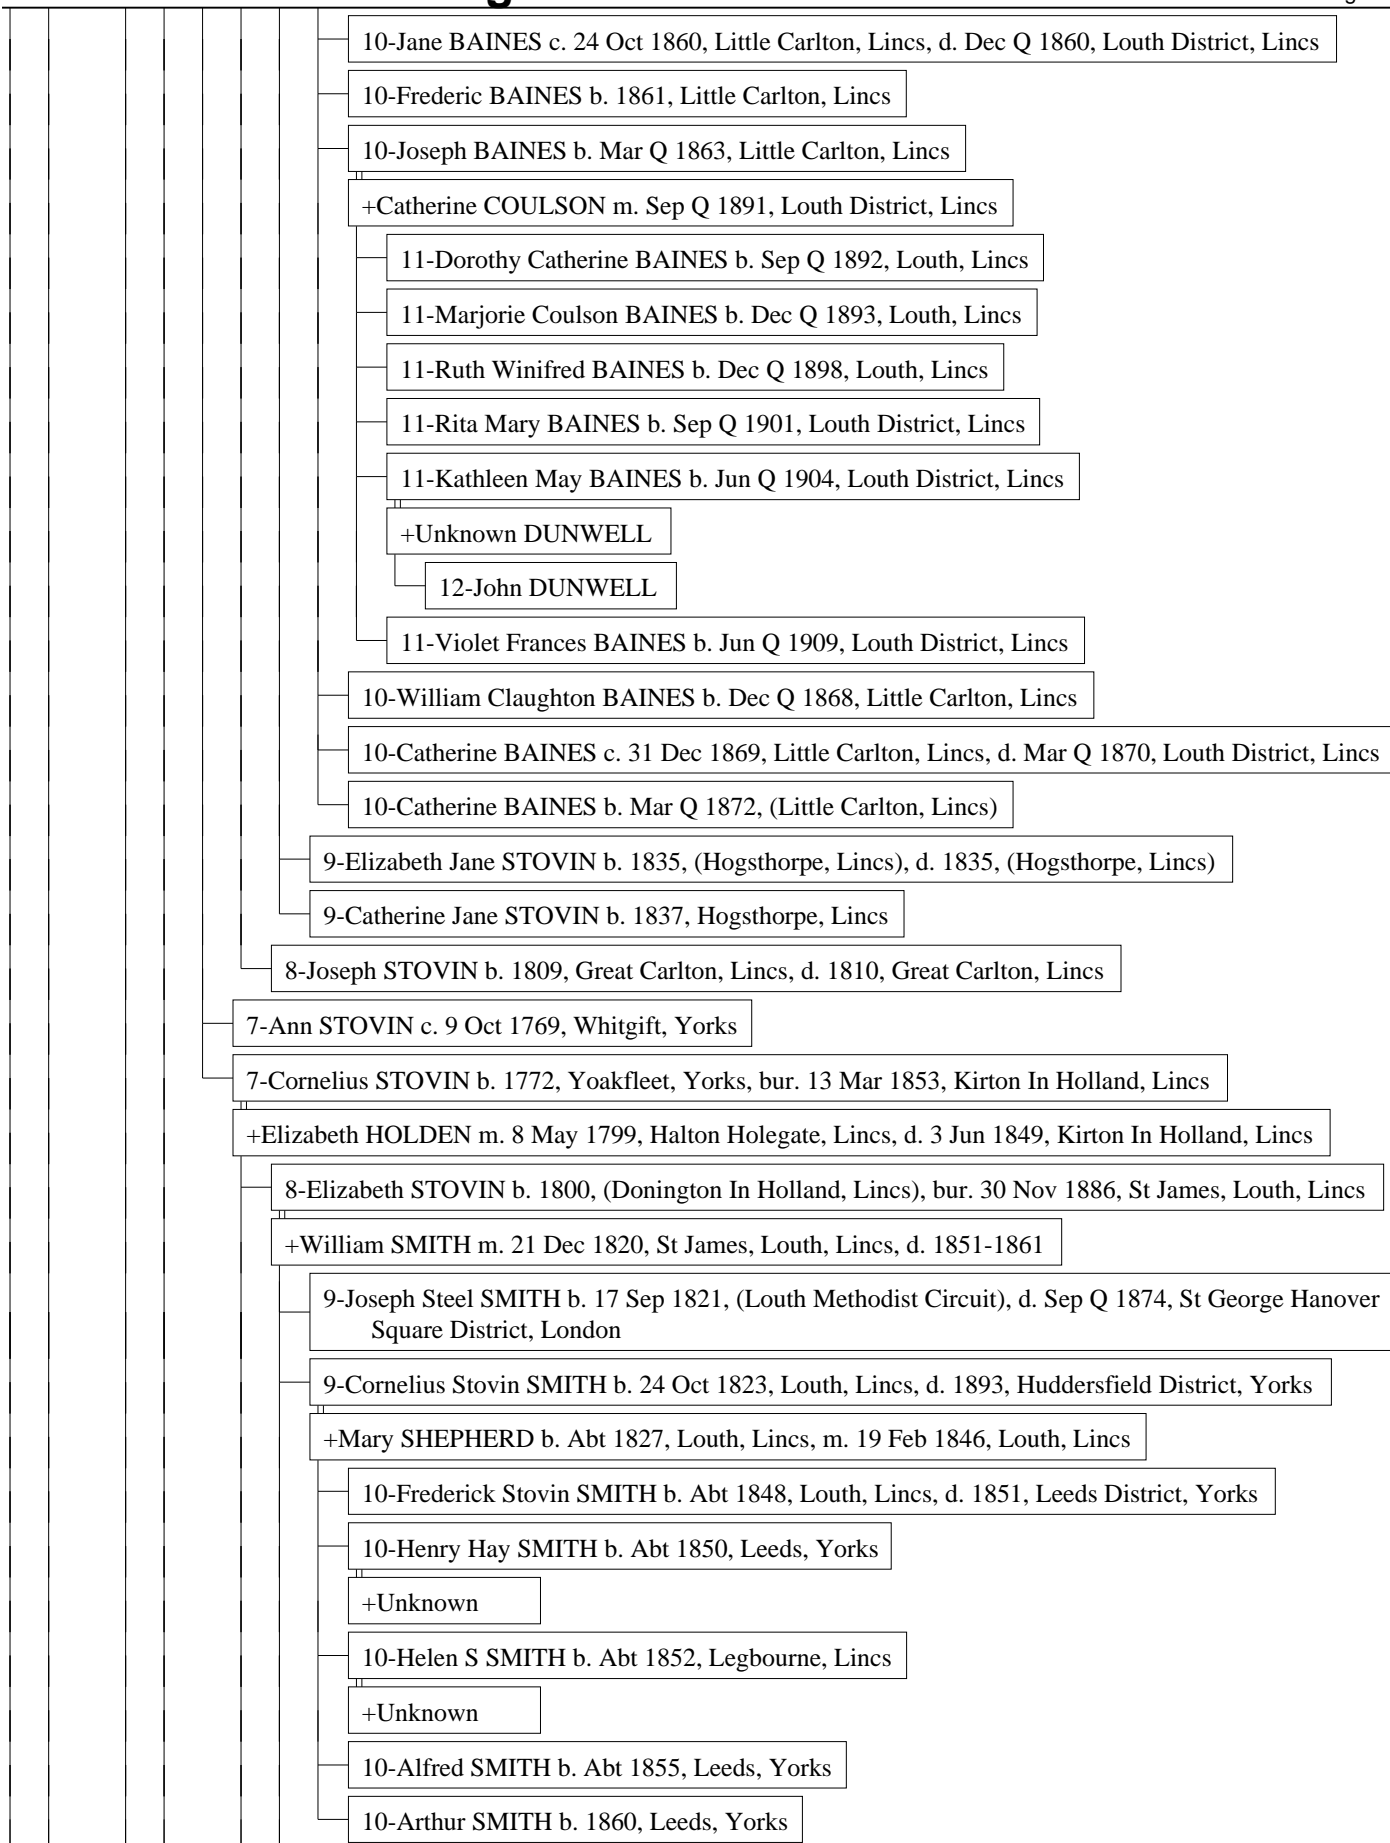 10-Jane BAINES c. 24 Oct 1860, Little Carlton, Lincs, d. Dec Q 1860, Louth District, Lincs
10-Frederic BAINES b. 1861, Little Carlton, Lincs
10-Joseph BAINES b. Mar Q 1863, Little Carlton, Lincs
+Catherine COULSON m. Sep Q 1891, Louth District, Lincs
11-Dorothy Catherine BAINES b. Sep Q 1892, Louth, Lincs
11-Marjorie Coulson BAINES b. Dec Q 1893, Louth, Lincs
11-Ruth Winifred BAINES b. Dec Q 1898, Louth, Lincs
11-Rita Mary BAINES b. Sep Q 1901, Louth District, Lincs
11-Kathleen May BAINES b. Jun Q 1904, Louth District, Lincs
+Unknown DUNWELL
12-John DUNWELL
11-Violet Frances BAINES b. Jun Q 1909, Louth District, Lincs
10-William Claughton BAINES b. Dec Q 1868, Little Carlton, Lincs
10-Catherine BAINES c. 31 Dec 1869, Little Carlton, Lincs, d. Mar Q 1870, Louth District, Lincs
10-Catherine BAINES b. Mar Q 1872, (Little Carlton, Lincs)
9-Elizabeth Jane STOVIN b. 1835, (Hogsthorpe, Lincs), d. 1835, (Hogsthorpe, Lincs)
9-Catherine Jane STOVIN b. 1837, Hogsthorpe, Lincs
8-Joseph STOVIN b. 1809, Great Carlton, Lincs, d. 1810, Great Carlton, Lincs
7-Ann STOVIN c. 9 Oct 1769, Whitgift, Yorks
7-Cornelius STOVIN b. 1772, Yoakfleet, Yorks, bur. 13 Mar 1853, Kirton In Holland, Lincs
+Elizabeth HOLDEN m. 8 May 1799, Halton Holegate, Lincs, d. 3 Jun 1849, Kirton In Holland, Lincs
8-Elizabeth STOVIN b. 1800, (Donington In Holland, Lincs), bur. 30 Nov 1886, St James, Louth, Lincs
+William SMITH m. 21 Dec 1820, St James, Louth, Lincs, d. 1851-1861
9-Joseph Steel SMITH b. 17 Sep 1821, (Louth Methodist Circuit), d. Sep Q 1874, St George Hanover
Square District, London
9-Cornelius Stovin SMITH b. 24 Oct 1823, Louth, Lincs, d. 1893, Huddersfield District, Yorks
+Mary SHEPHERD b. Abt 1827, Louth, Lincs, m. 19 Feb 1846, Louth, Lincs
10-Frederick Stovin SMITH b. Abt 1848, Louth, Lincs, d. 1851, Leeds District, Yorks
10-Henry Hay SMITH b. Abt 1850, Leeds, Yorks
+Unknown
10-Helen S SMITH b. Abt 1852, Legbourne, Lincs
+Unknown
10-Alfred SMITH b. Abt 1855, Leeds, Yorks
10-Arthur SMITH b. 1860, Leeds, Yorks